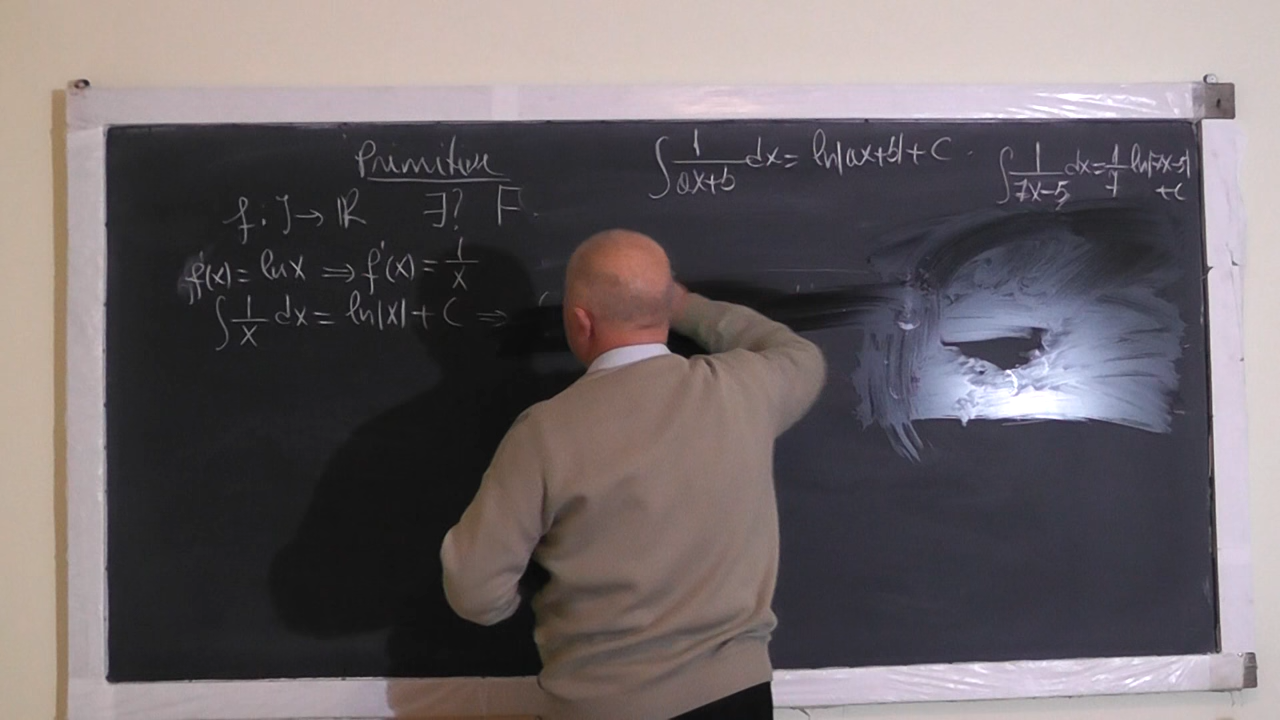 Primitive
f: J → ℝ ∃? F.
f(x) = ln x ⇒ f'(x) = 1/x
∫ 1/x dx = ln|x| + C ⇒
∫ 1/(ax+b) dx = ln|ax+b| + C.
∫ 1/(7x-5) dx = 1/7 ln|7x-5| + C